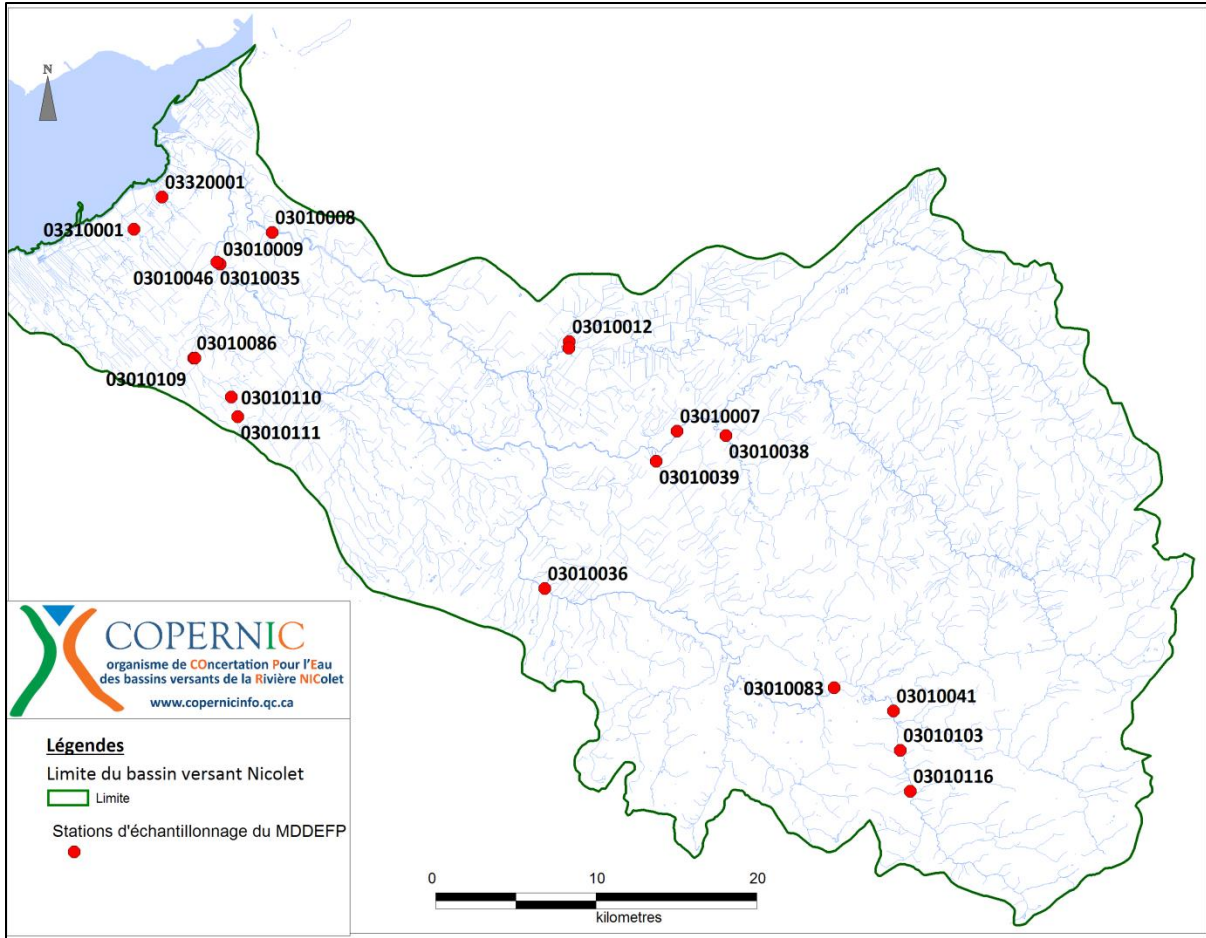 N
03320001
03310001
03010008
03010009
03010046
03010035
03010012
03010086
03010109
03010110
03010111
03010007
03010038
03010039
03010036
03010083
03010041
03010103
03010116
COPERNIC
organisme de COncertation Pour l'Eau
des bassins versants de la Rivière NIColet
www.copernicinfo.qc.ca
Légendes
Limite du bassin versant Nicolet
Limite
Stations d'échantillonnage du MDDEFP
0 10 20
kilometres